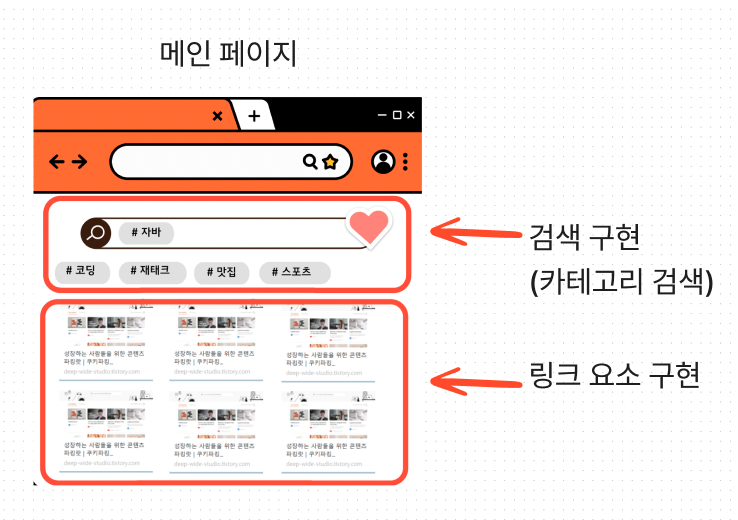 메인 페이지
# 자바
# 코딩
# 재태크
# 맛집
# 스포츠
검색 구현
(카테고리 검색)
성장하는 사람들을 위한 콘텐츠
파킹랏 | 쿠키파킹_
deep-wide-studio.tistory.com
성장하는 사람들을 위한 콘텐츠
파킹랏 | 쿠키파킹_
deep-wide-studio.tistory.com
성장하는 사람들을 위한 콘텐츠
파킹랏 | 쿠키파킹_
deep-wide-studio.tistory.com
링크 요소 구현
성장하는 사람들을 위한 콘텐츠
파킹랏 | 쿠키파킹_
deep-wide-studio.tistory.com
성장하는 사람들을 위한 콘텐츠
파킹랏 | 쿠키파킹_
deep-wide-studio.tistory.com
성장하는 사람들을 위한 콘텐츠
파킹랏 | 쿠키파킹_
deep-wide-studio.tistory.com